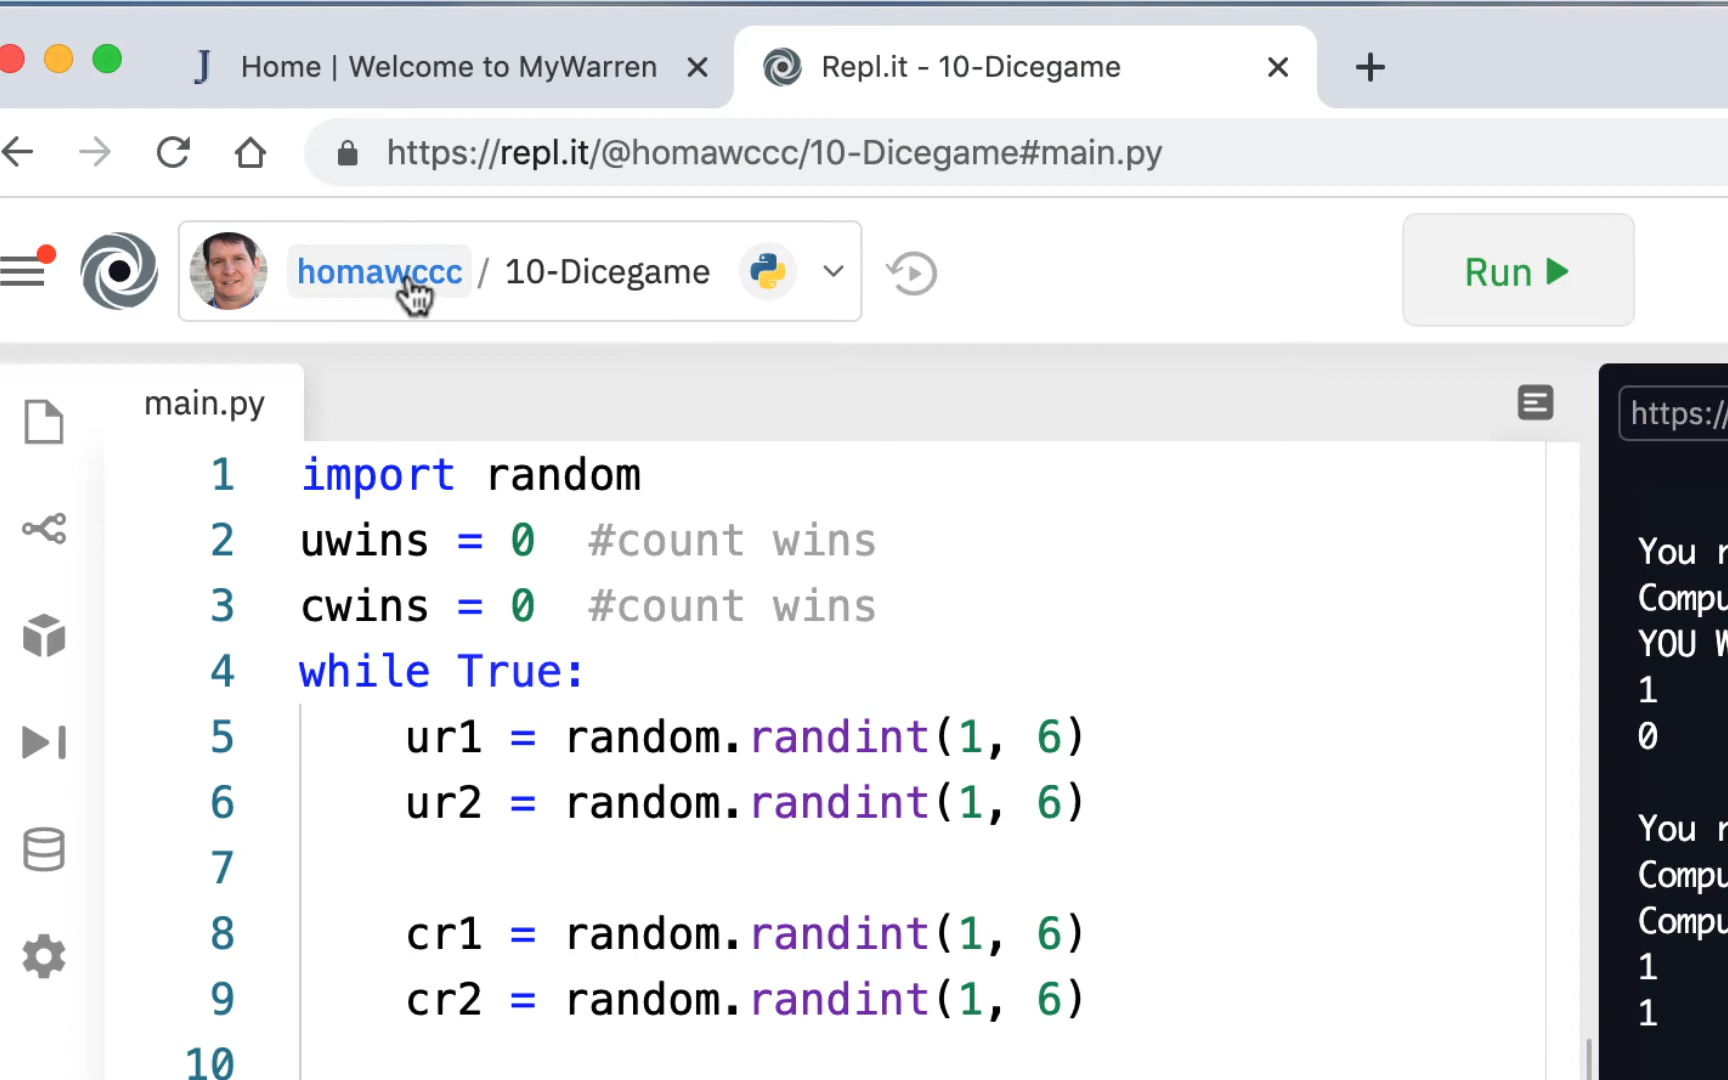 Home | Welcome to MyWarren
Repl.it - 10-Dicegame
https://repl.it/@homawccc/10-Dicegame#main.py
homawccc / 10-Dicegame
Run
main.py
https://
1 import random
2 uwins = 0 #count wins
3 cwins = 0 #count wins
4 while True:
5 ur1 = random.randint(1, 6)
6 ur2 = random.randint(1, 6)
7
8 cr1 = random.randint(1, 6)
9 cr2 = random.randint(1, 6)
10
You
YOU
1
0
You
1
1